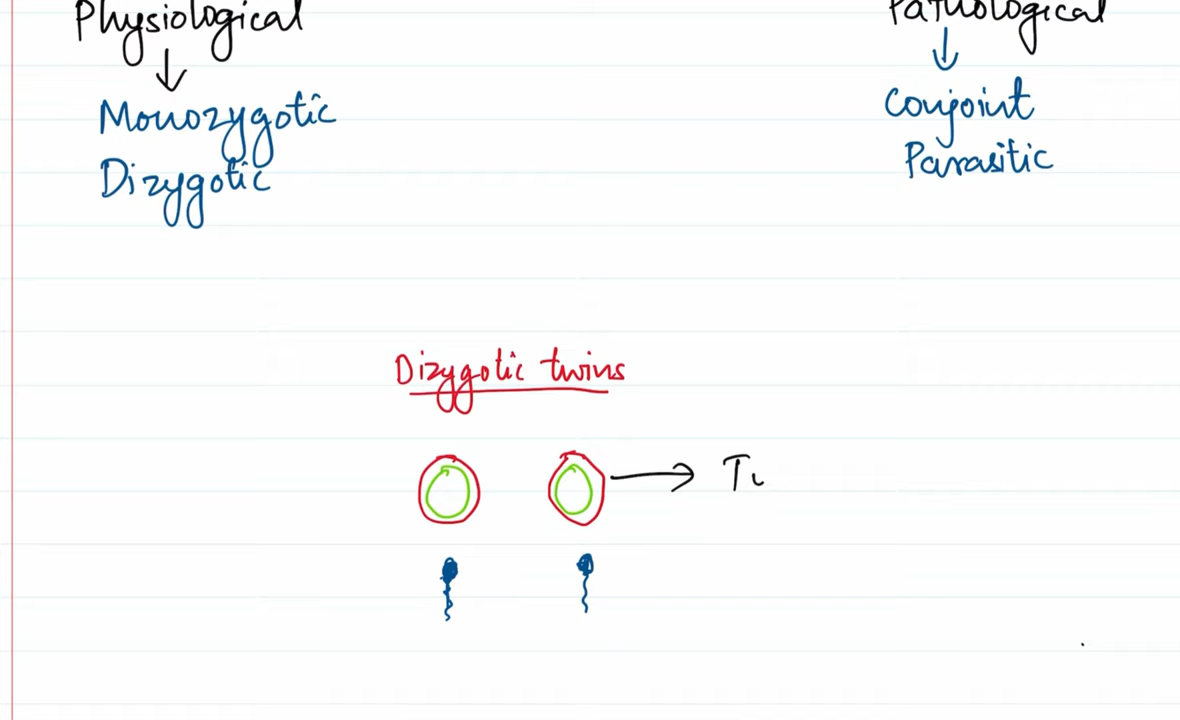 Physiological
Pathological
↓
↓
Monozygotic
Conjoint
Dizygotic
Parasitic
Dizygotic twins
→